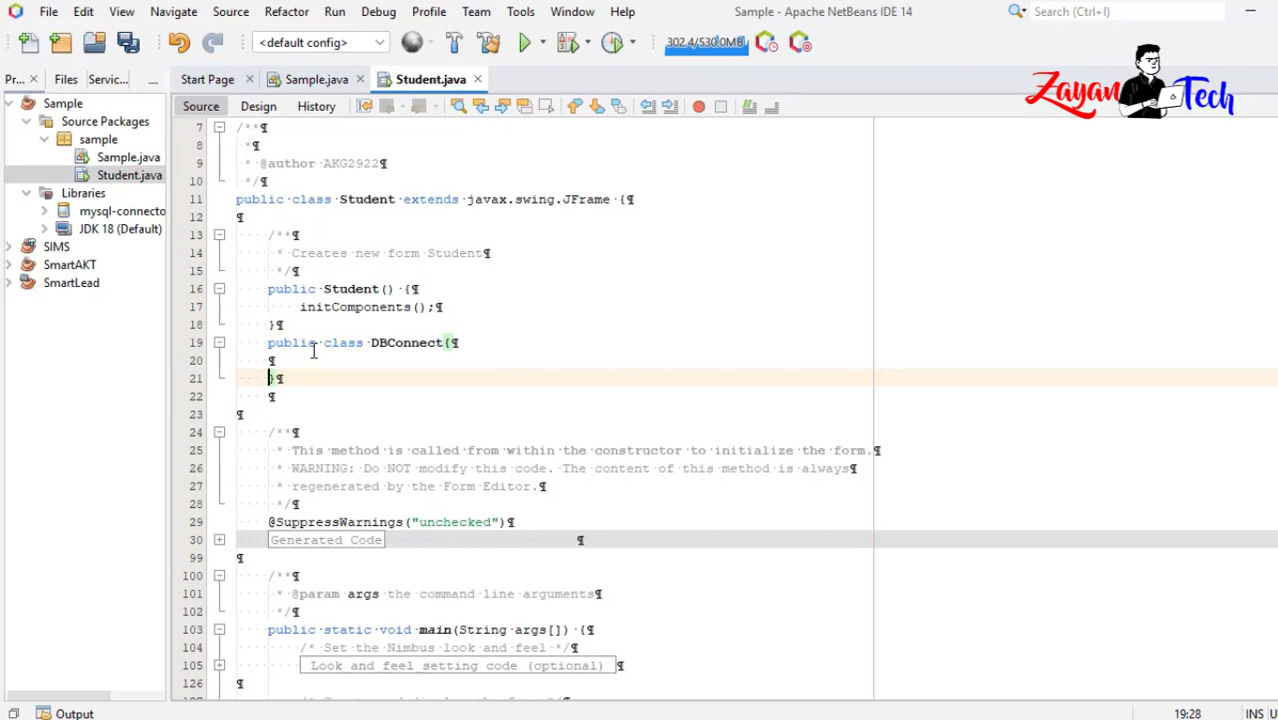 File Edit View Navigate Source Refactor Run Debug Profile Team Tools Window Help
Sample - Apache NetBeans IDE 14
Search (Ctrl+I)
<default config>
302.4/530.0MB
Pr... Files Servic...
Start Page Sample.java Student.java
Zayan Tech
Source Design History
Sample
Source Packages
sample
Sample.java
Student.java
Libraries
mysql-connecto
JDK 18 (Default)
SIMS
SmartAKT
SmartLead
7 /**¶
8 *¶
9 * @author AKG2922¶
10 */¶
11 public class Student extends javax.swing.JFrame {¶
12 ¶
13 /**¶
14 * Creates new form Student¶
15 */¶
16 public Student() {¶
17 initComponents();¶
18 }¶
19 public class DBConnect{¶
20 ¶
21 }¶
22 ¶
23 ¶
24 /**¶
25 * This method is called from within the constructor to initialize the form.¶
26 * WARNING: Do NOT modify this code. The content of this method is always¶
27 * regenerated by the Form Editor.¶
28 */¶
29 @SuppressWarnings("unchecked")¶
30 Generated Code ¶
99 ¶
100 /**¶
101 * @param args the command line arguments¶
102 */¶
103 public static void main(String args[]) {¶
104 /* Set the Nimbus look and feel */¶
105 Look and feel setting code (optional) ¶
126 ¶
Output
19:28 INS